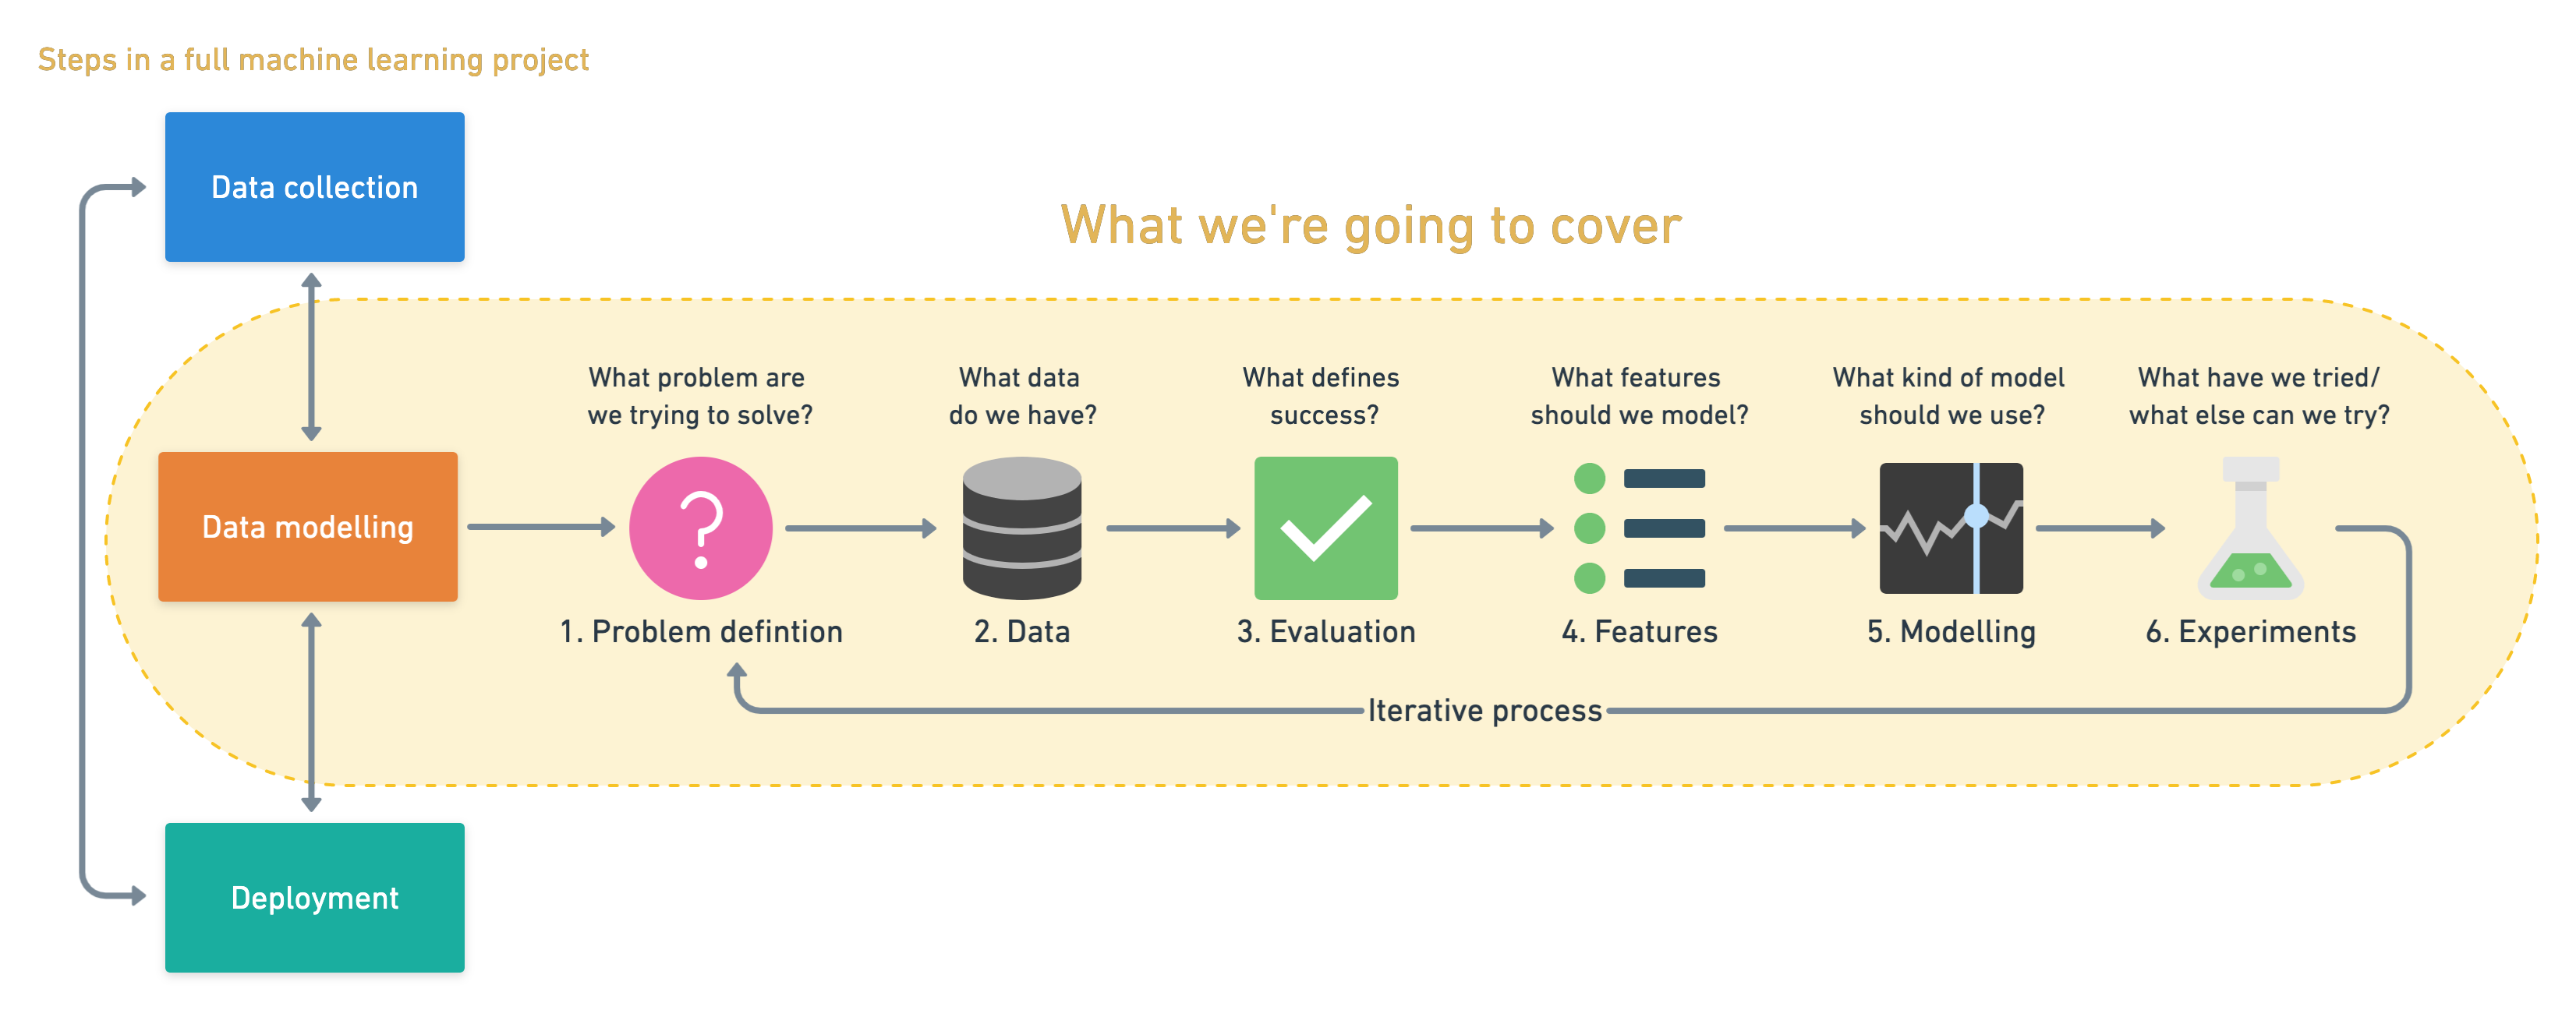 Steps in a full machine learning project
Data collection
What we're going to cover
What problem are
we trying to solve?
What data
do we have?
What defines
success?
What features
should we model?
What kind of model
should we use?
What have we tried/
what else can we try?
Data modelling
1. Problem defintion
2. Data
3. Evaluation
4. Features
5. Modelling
6. Experiments
Iterative process
Deployment